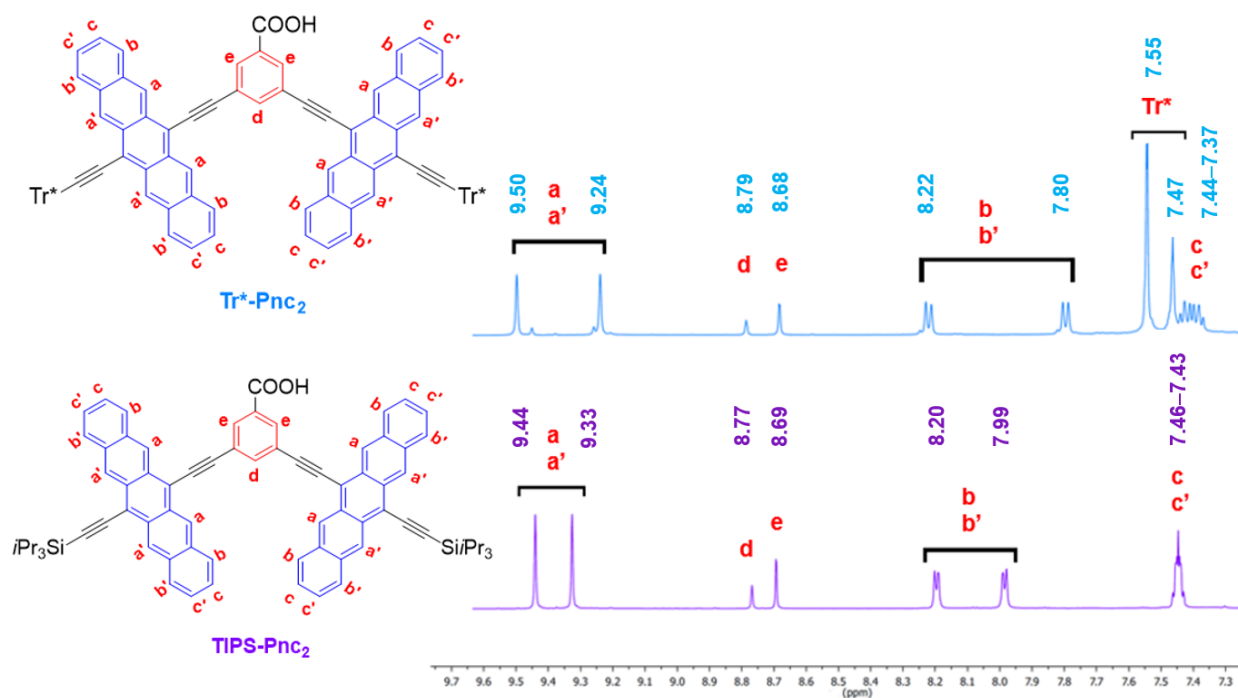 COOH
c
c
c'
b
e
e
b
c'
b'
a
a
b'
d
a'
a'
a
a
Tr*
Tr*
a'
a'
b
b
b'
c
c
b'
c'
c'
Tr*-Pnc2
9.50
a
a'
9.24
8.79
8.68
8.22
b
b'
7.80
7.55
Tr*
7.47
7.44–7.37
d
e
c
c'
COOH
c
c
c'
b
e
e
b
c'
b'
a
a
b'
d
a'
a'
a
a
iPr3Si
SiiPr3
a'
a'
b
b
b'
c
c
b'
c'
c'
TIPS-Pnc2
9.44
a
a'
9.33
8.77
8.69
8.20
7.99
7.46–7.43
d
e
b
b'
c
c'
9.7 9.6 9.5 9.4 9.3 9.2 9.1 9.0 8.9 8.8 8.7 8.6 8.5 8.4 8.3 8.2 8.1 8.0 7.9 7.8 7.7 7.6 7.5 7.4 7.3
(ppm)